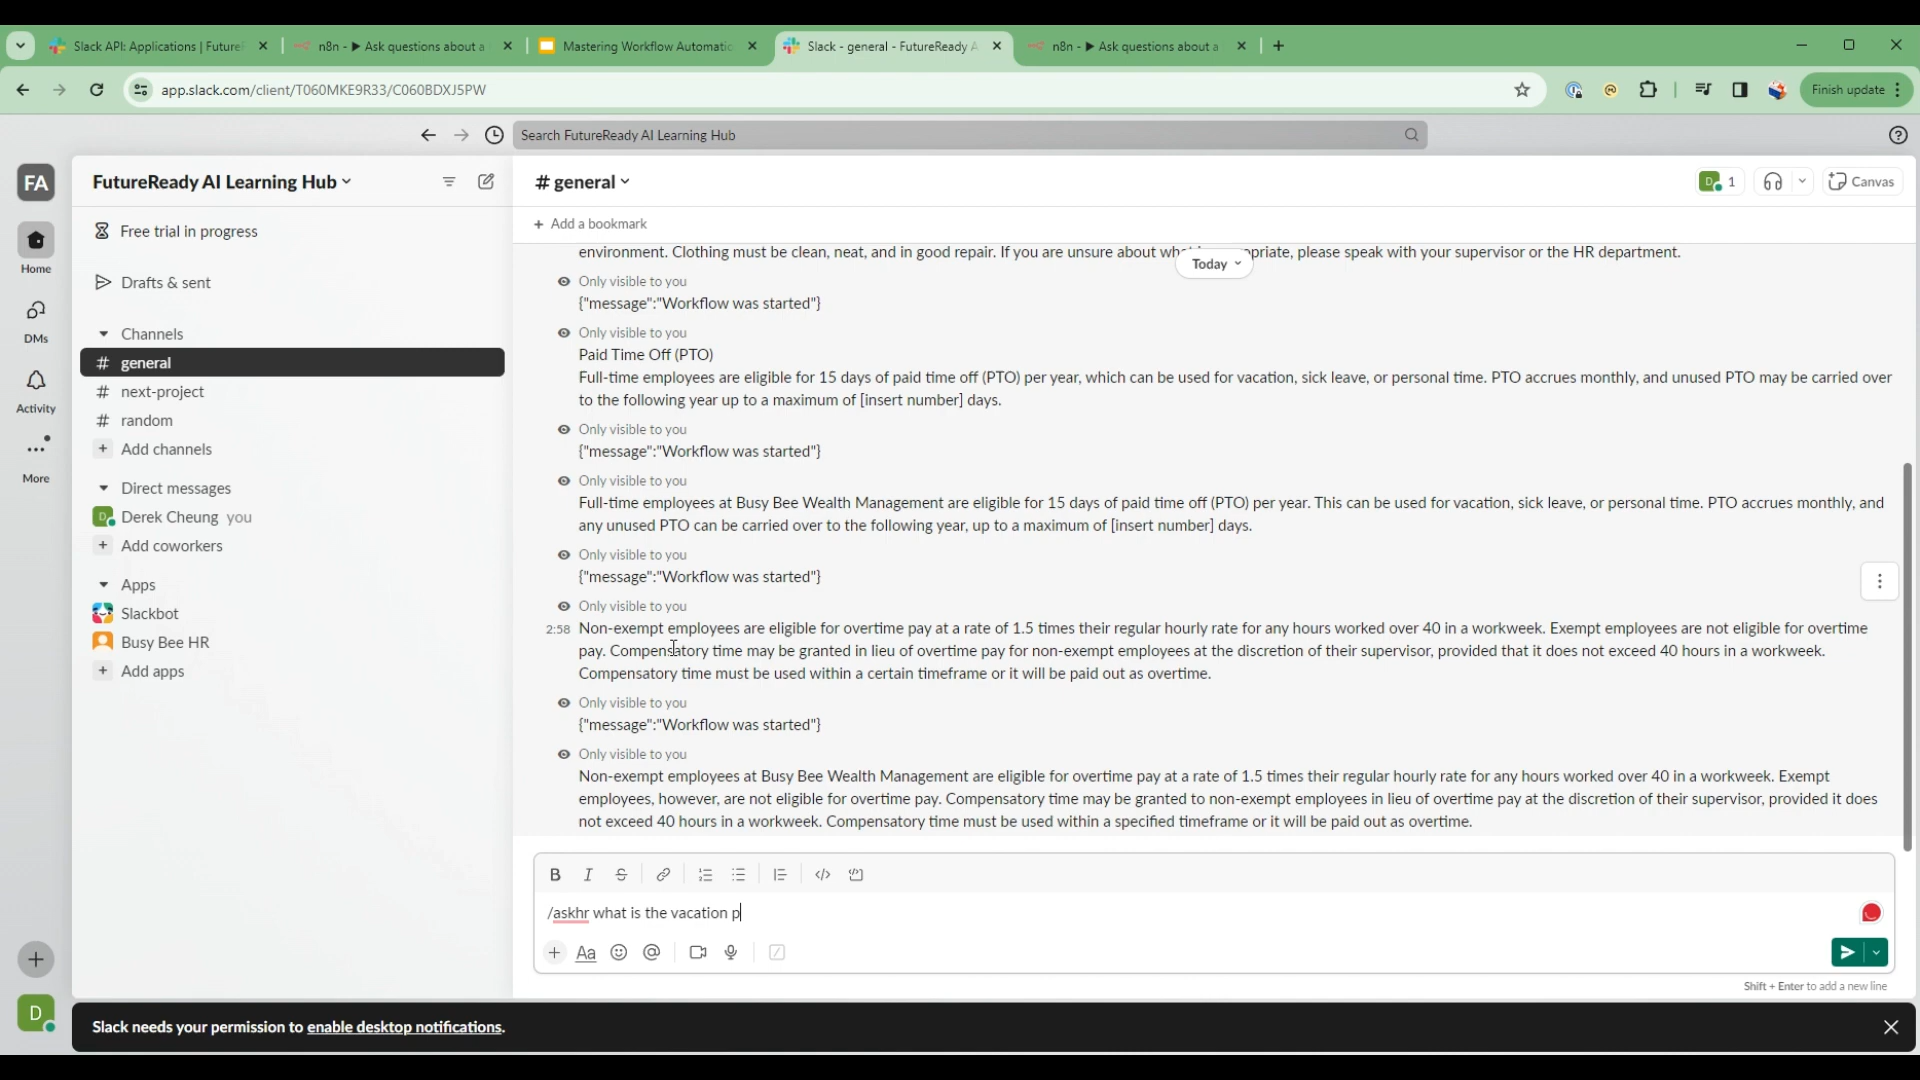 Slack API: Applications | FutureR
n8n - ▶ Ask questions about a
Mastering Workflow Automatic
Slack - general - FutureReady A
n8n - ▶ Ask questions about a
app.slack.com/client/T060MKE9R33/C060BDXJ5PW
Finish update
Search FutureReady AI Learning Hub
FA
Home
DMs
Activity
More
D
FutureReady AI Learning Hub
Free trial in progress
Drafts & sent
Channels
# general
# next-project
# random
+ Add channels
Direct messages
Derek Cheung you
+ Add coworkers
Apps
Slackbot
Busy Bee HR
+ Add apps
# general
1
Canvas
+ Add a bookmark
Today
environment. Clothing must be clean, neat, and in good repair. If you are unsure about please speak with your supervisor or the HR department.
Only visible to you
{"message":"Workflow was started"}
Only visible to you
Paid Time Off (PTO)
Full-time employees are eligible for 15 days of paid time off (PTO) per year, which can be used for vacation, sick leave, or personal time. PTO accrues monthly, and unused PTO may be carried over
to the following year up to a maximum of [insert number] days.
Only visible to you
{"message":"Workflow was started"}
Only visible to you
Full-time employees at Busy Bee Wealth Management are eligible for 15 days of paid time off (PTO) per year. This can be used for vacation, sick leave, or personal time. PTO accrues monthly, and
any unused PTO can be carried over to the following year, up to a maximum of [insert number] days.
Only visible to you
{"message":"Workflow was started"}
Only visible to you
2:58 Non-exempt employees are eligible for overtime pay at a rate of 1.5 times their regular hourly rate for any hours worked over 40 in a workweek. Exempt employees are not eligible for overtime
pay. Compensatory time may be granted in lieu of overtime pay for non-exempt employees at the discretion of their supervisor, provided that it does not exceed 40 hours in a workweek.
Compensatory time must be used within a certain timeframe or it will be paid out as overtime.
Only visible to you
{"message":"Workflow was started"}
Only visible to you
Non-exempt employees at Busy Bee Wealth Management are eligible for overtime pay at a rate of 1.5 times their regular hourly rate for any hours worked over 40 in a workweek. Exempt
employees, however, are not eligible for overtime pay. Compensatory time may be granted to non-exempt employees in lieu of overtime pay at the discretion of their supervisor, provided it does
not exceed 40 hours in a workweek. Compensatory time must be used within a specified timeframe or it will be paid out as overtime.
B I S
/askhr what is the vacation p
Aa
Shift + Enter to add a new line
Slack needs your permission to enable desktop notifications.